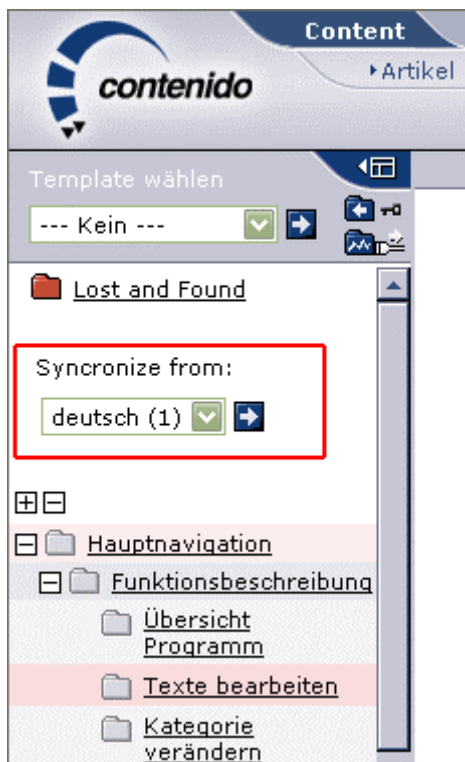 Content
Artikel
contenido
Template wählen
--- Kein ---
Lost and Found
Syncronize from:
deutsch (1)
Hauptnavigation
Funktionsbeschreibung
Übersicht
Programm
Texte bearbeiten
Kategorie
verändern